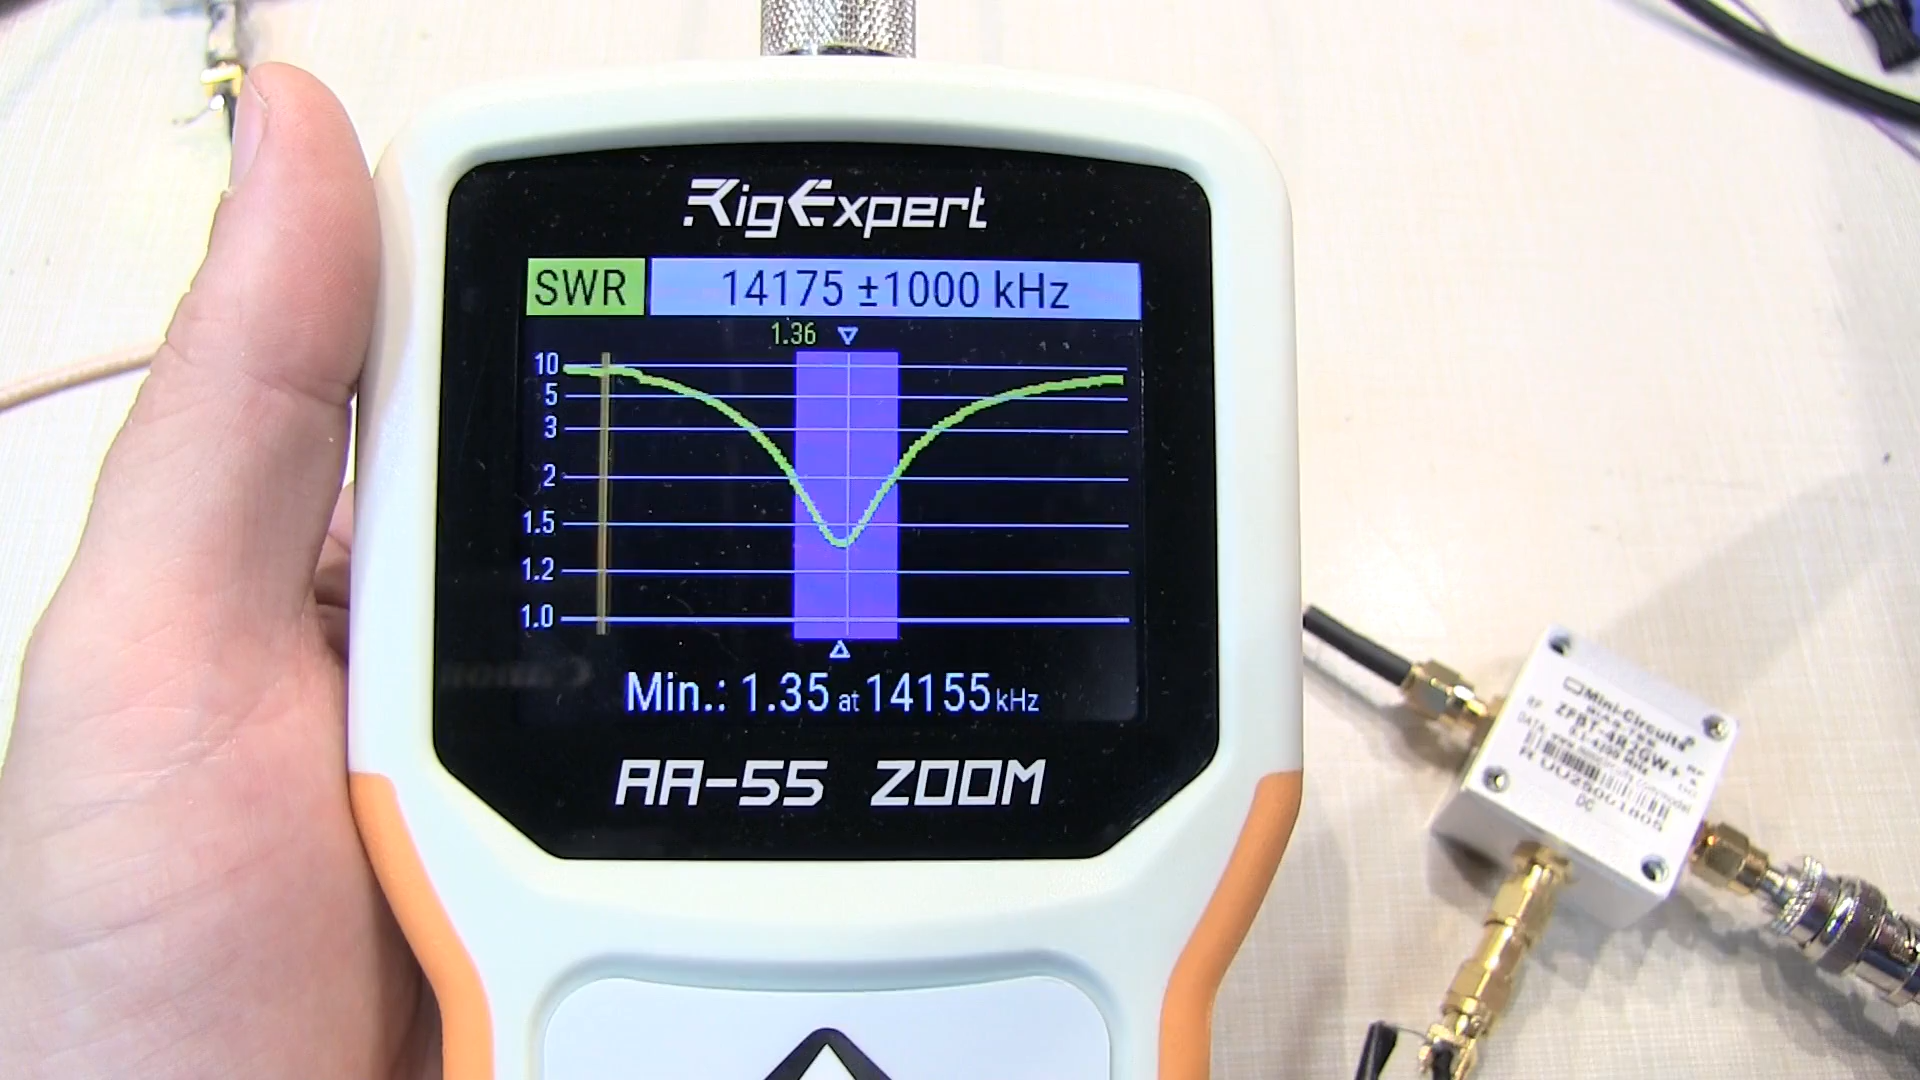 RigExpert
SWR 14175 ±1000 kHz
1.36
10
5
3
2
1.5
1.2
1.0
Min.: 1.35 at 14155 kHz
AA-55 ZOOM
Mini-Circuits
ZFBT-4R2GW+
DC